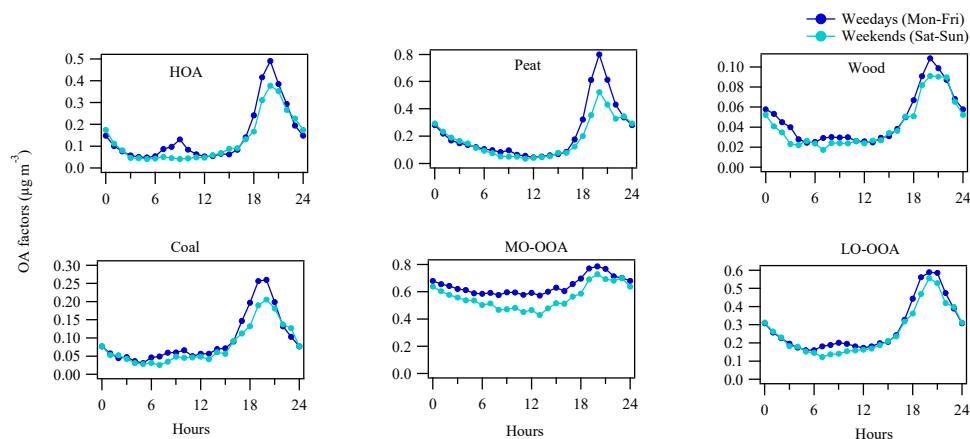 Weedays (Mon-Fri)
Weekends (Sat-Sun)
OA factors (µg m-3)
HOA
0.5
0.4
0.3
0.2
0.1
0.0
0 6 12 18 24
Peat
0.8
0.6
0.4
0.2
0.0
0 6 12 18 24
Wood
0.10
0.08
0.06
0.04
0.02
0.00
0 6 12 18 24
Coal
0.30
0.25
0.20
0.15
0.10
0.05
0.00
0 6 12 18 24
Hours
MO-OOA
0.8
0.6
0.4
0.2
0.0
0 6 12 18 24
Hours
LO-OOA
0.6
0.5
0.4
0.3
0.2
0.1
0.0
0 6 12 18 24
Hours